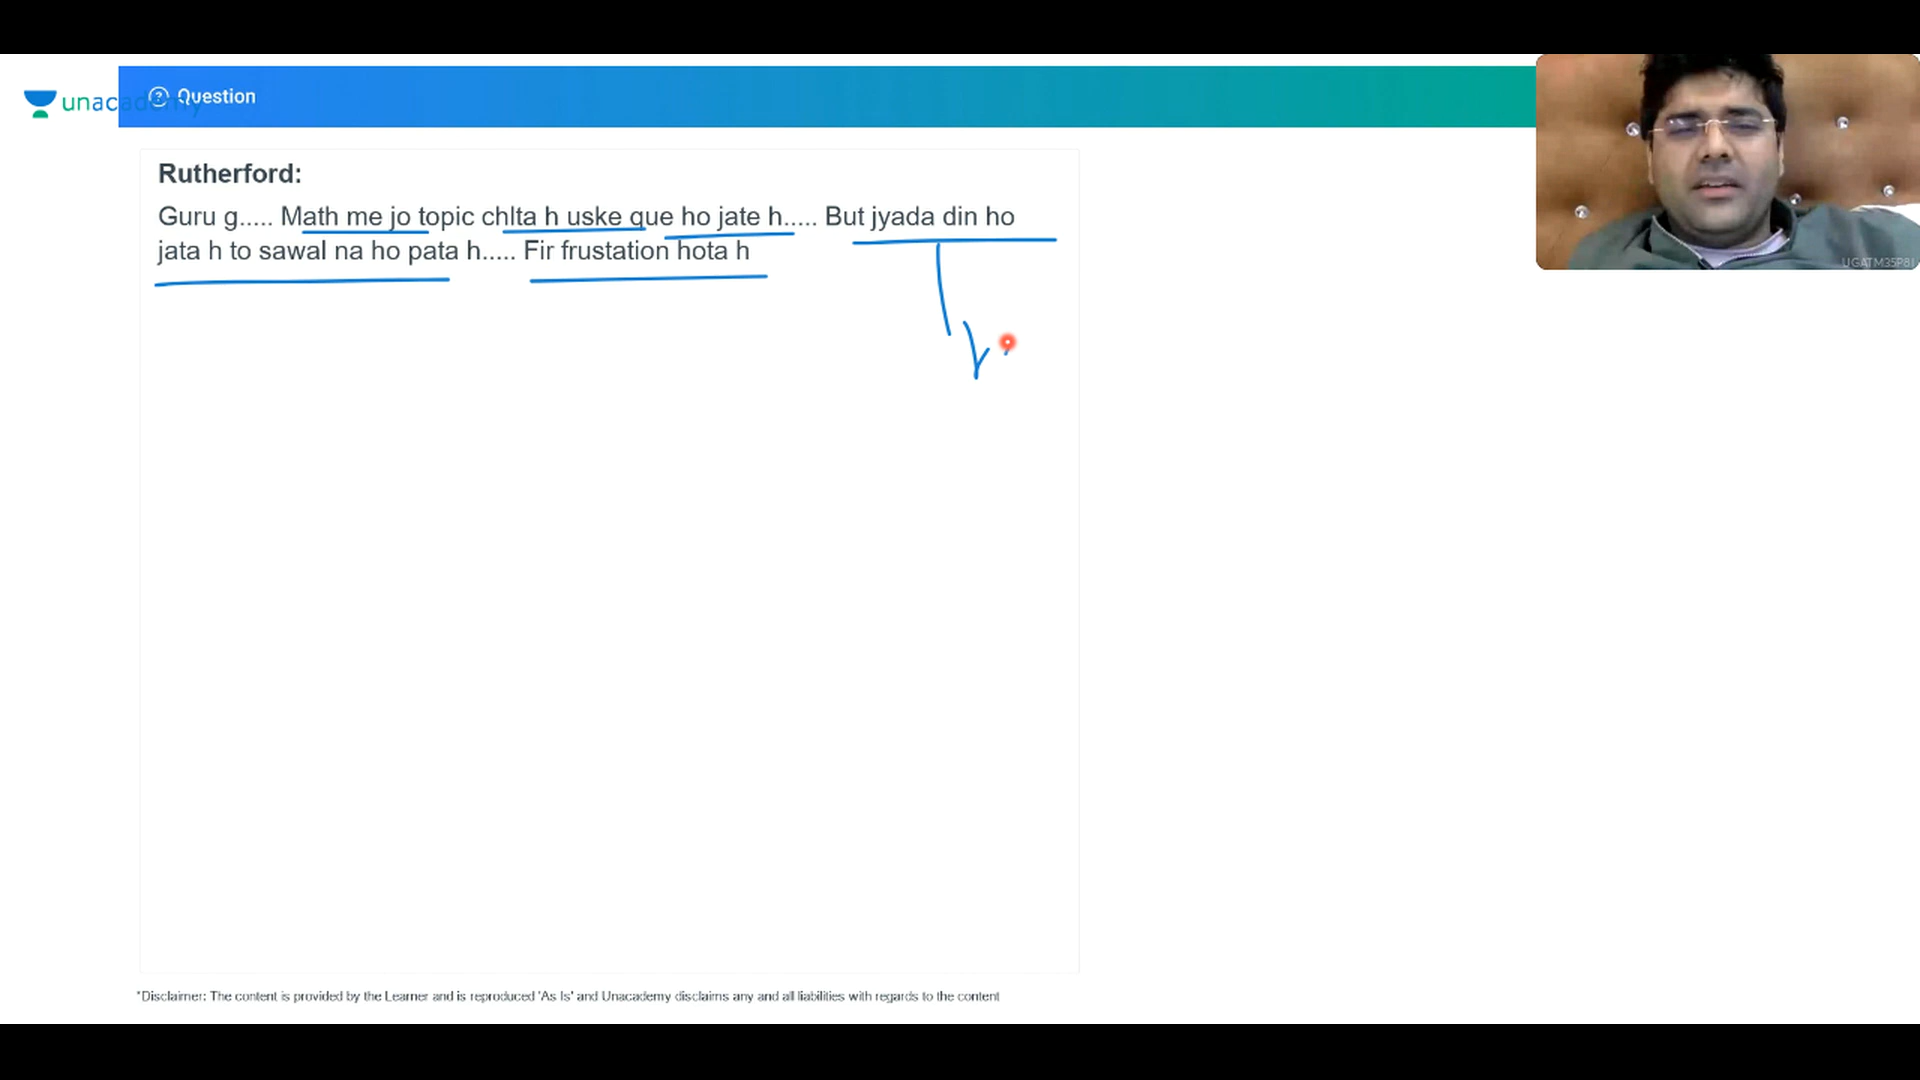 unacademy
Question
Rutherford:
Guru g..... Math me jo topic chlta h uske que ho jate h..... But jyada din ho
jata h to sawal na ho pata h..... Fir frustation hota h
UGATM35P8I
*Disclaimer: The content is provided by the Learner and is reproduced 'As Is' and Unacademy disclaims any and all liabilities with regards to the content